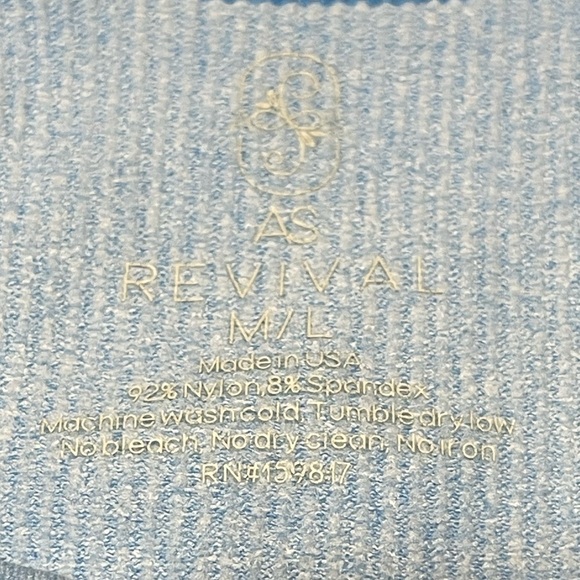 AS
REVIVAL
M/L
Made in USA.
92% Nylon, 8% Spandex
Machine wash cold, Tumble dry low
No bleach, No dry clean, No iron
RN#159817